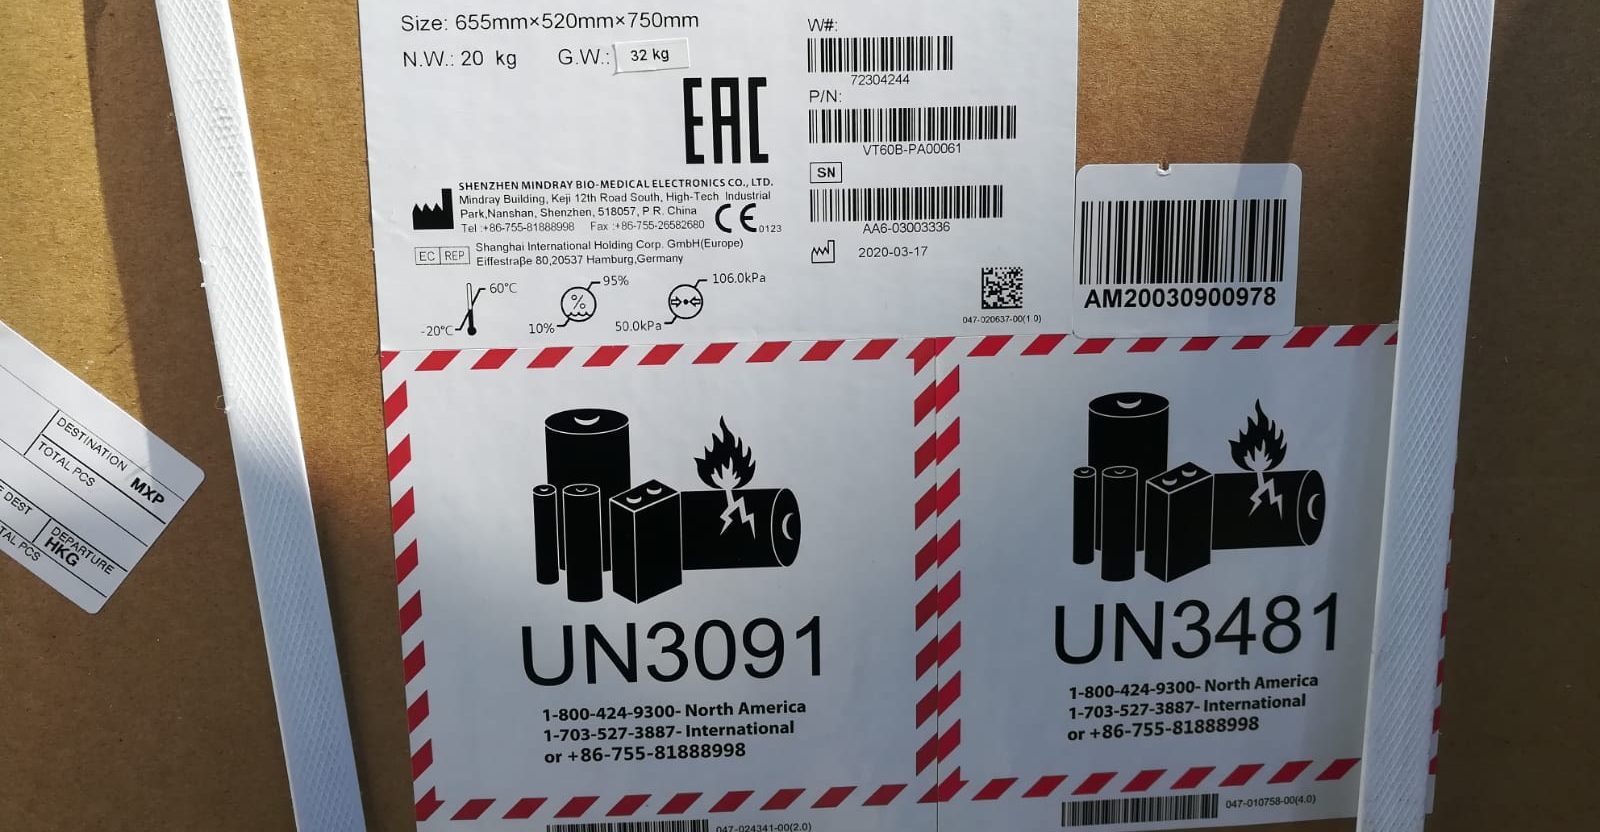 Size: 655mm×520mm×750mm
N.W.: 20 kg G.W.: 32 kg
EAC
SHENZHEN MINDRAY BIO-MEDICAL ELECTRONICS CO., LTD.
Mindray Building, Keji 12th Road South, High-Tech Industrial
Park,Nanshan, Shenzhen, 518057, P.R. China
Tel :+86-755-81888998 Fax :+86-755-26582680
CE 0123
EC REP
Shanghai International Holding Corp. GmbH(Europe)
Eiffestraβe 80,20537 Hamburg,Germany
-20°C 60°C
10% % 95%
50.0kPa 106.0kPa
W#:
72304244
P/N:
VT60B-PA00061
SN
AA6-03003336
2020-03-17
047-020637-00(1.0)
AM20030900978
DESTINATION
MXP
TOTAL PCS
DEST
DEPARTURE
HKG
TAL PCS
UN3091
1-800-424-9300- North America
1-703-527-3887- International
or +86-755-81888998
047-024341-00(2.0)
UN3481
1-800-424-9300- North America
1-703-527-3887- International
or +86-755-81888998
047-010758-00(4.0)